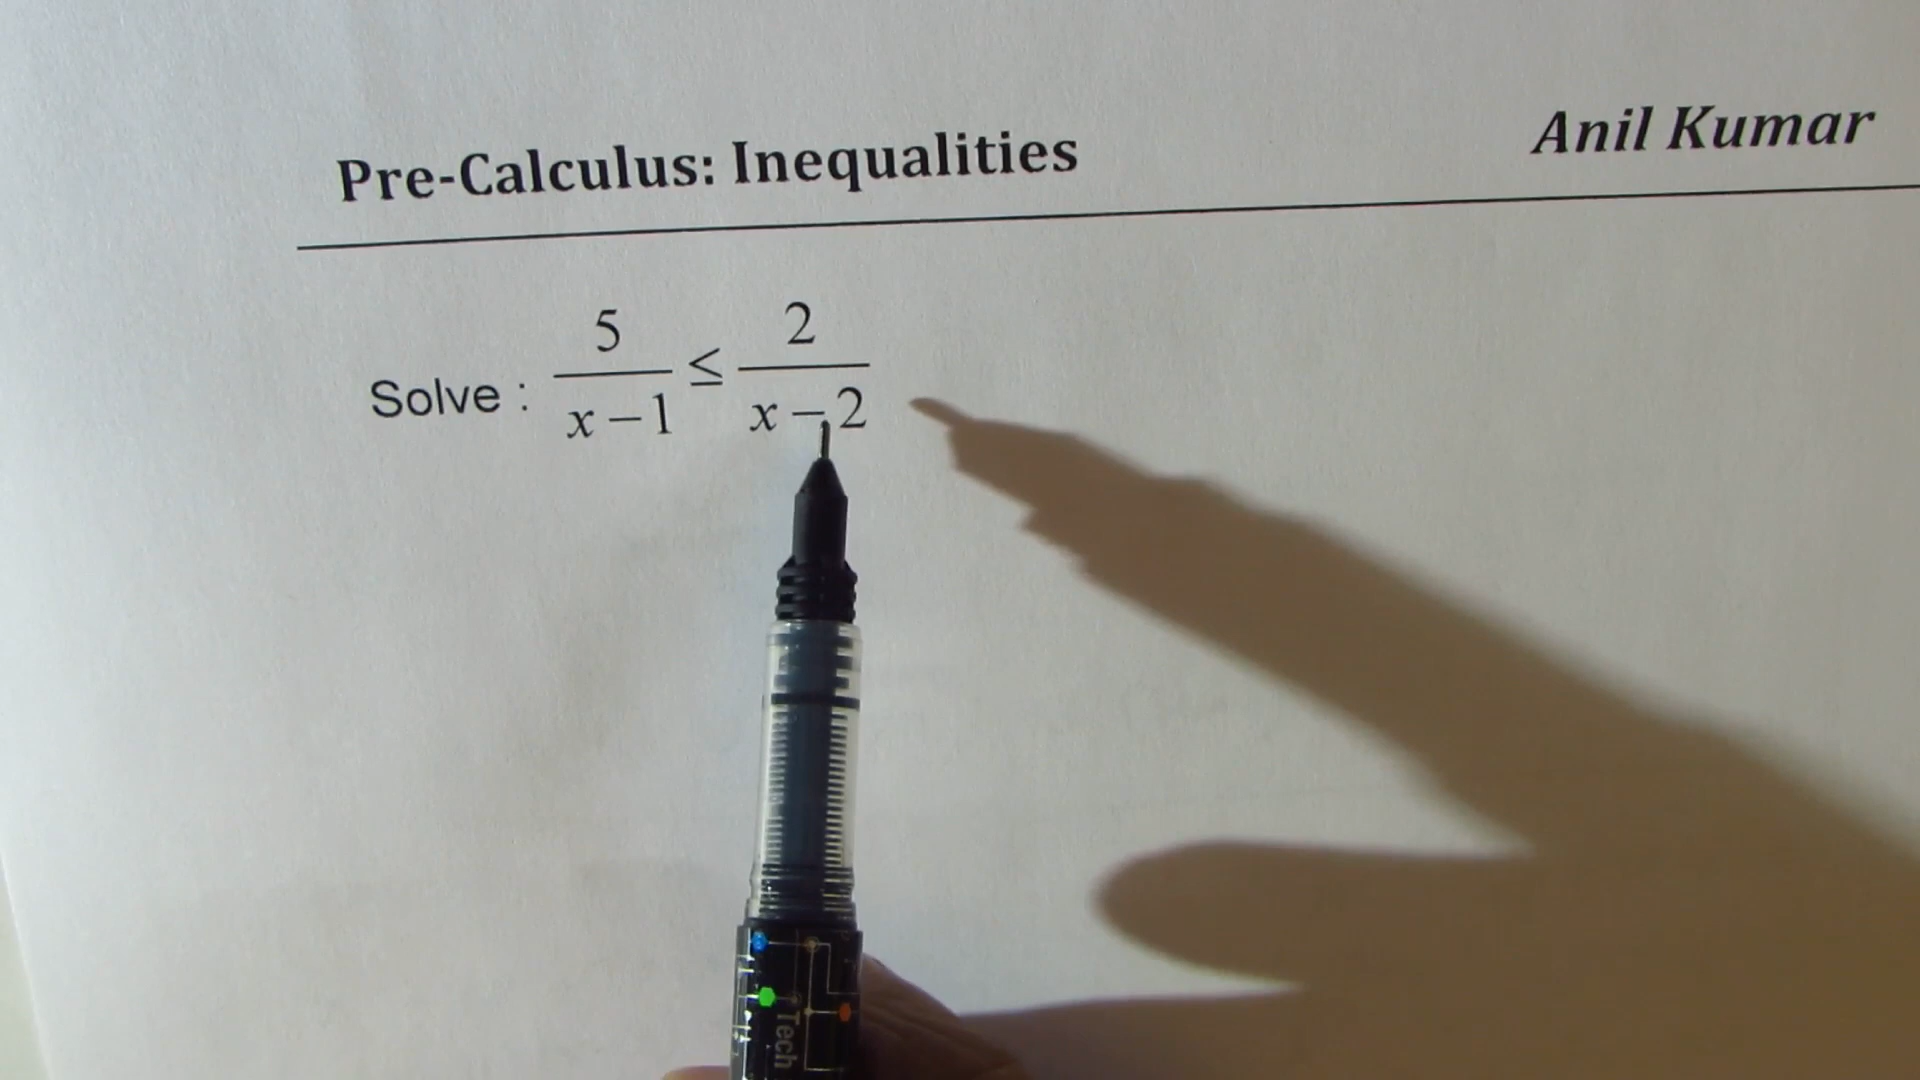 Pre-Calculus: Inequalities
Anil Kumar
Solve : 5/(x − 1) ≤ 2/(x − 2)
Tech